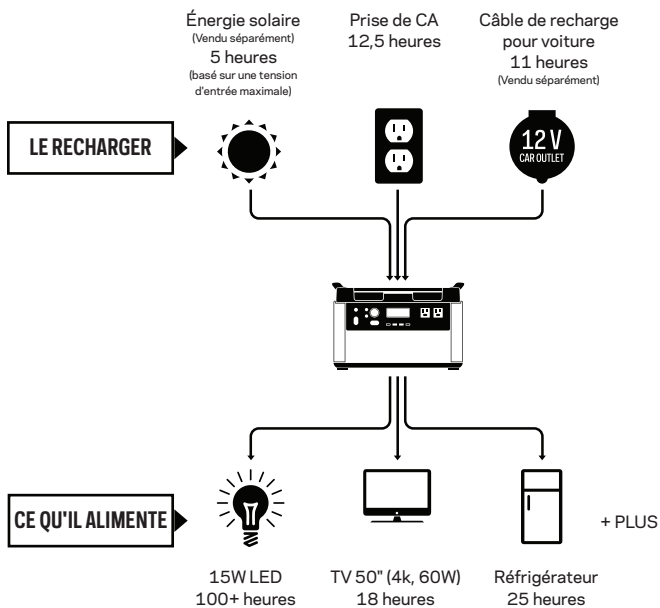 Énergie solaire
(Vendu séparément)
5 heures
(basé sur une tension
d'entrée maximale)
Prise de CA
12,5 heures
Câble de recharge
pour voiture
11 heures
(Vendu séparément)
LE RECHARGER
12 V
CAR OUTLET
CE QU'IL ALIMENTE
+ PLUS
15W LED
100+ heures
TV 50" (4k, 60W)
18 heures
Réfrigérateur
25 heures